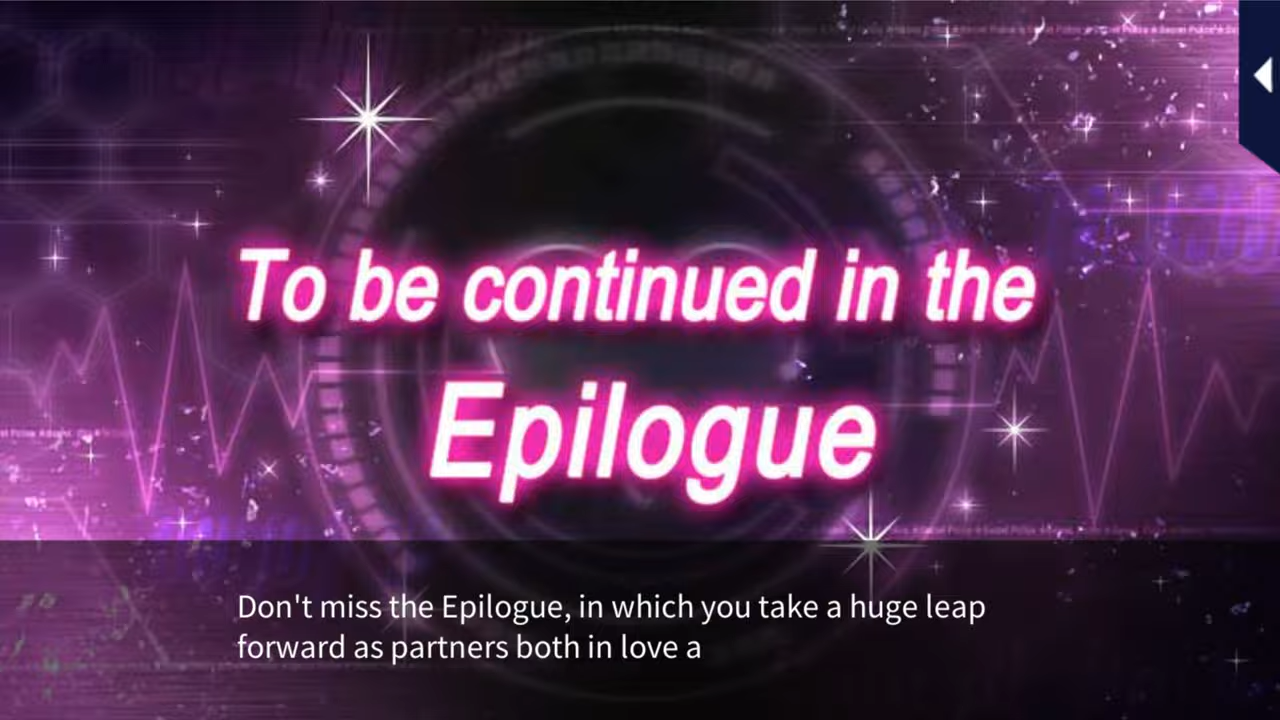 To be continued in the
Epilogue
Don't miss the Epilogue, in which you take a huge leap
forward as partners both in love a